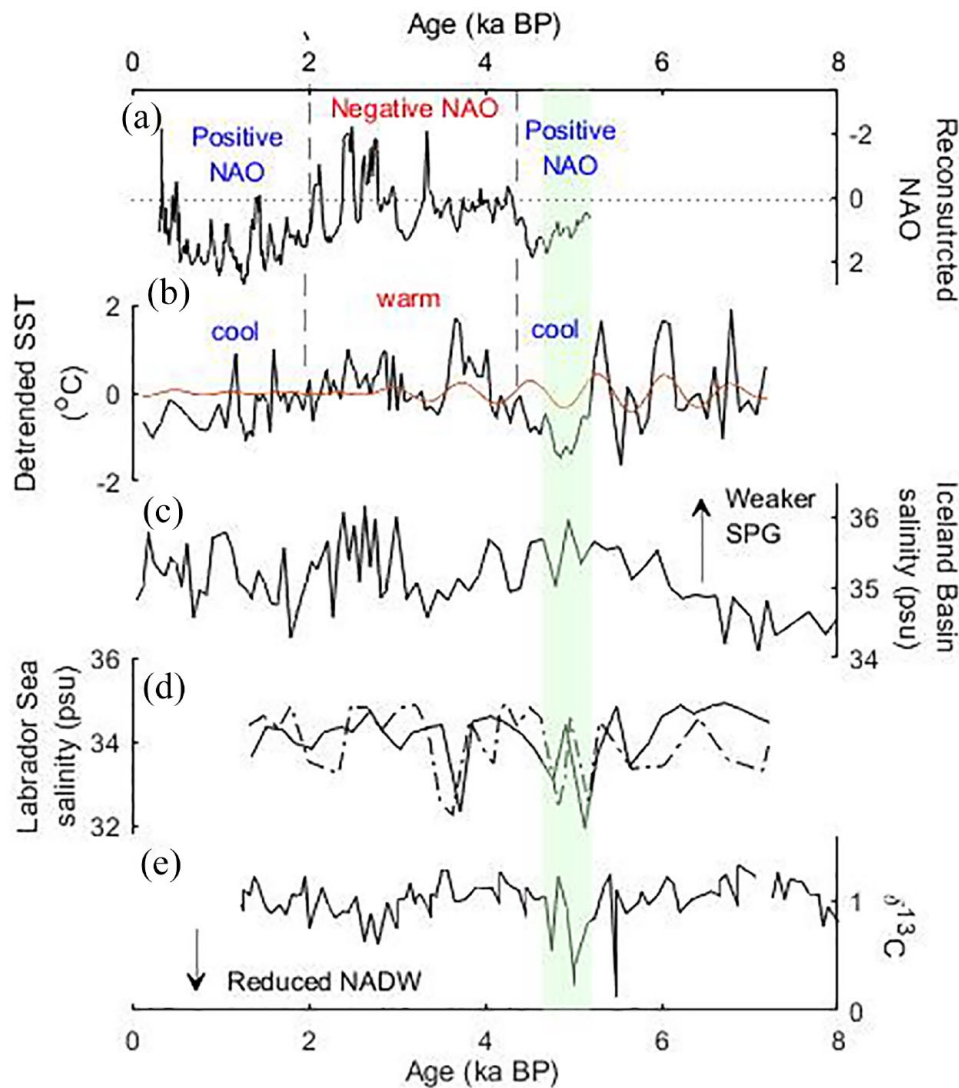 Age (ka BP)
0 2 4 6 8
(a)
Positive
NAO
Negative NAO
Positive
NAO
-2
0
2
Reconsutrcted
NAO
(b)
cool
warm
cool
2
0
-2
Detrended SST
(°C)
(c)
Weaker
SPG
36
35
34
Iceland Basin
salinity (psu)
(d)
36
34
32
Labrador Sea
salinity (psu)
(e)
Reduced NADW
1
0
∂13C
0 2 4 6 8
Age (ka BP)